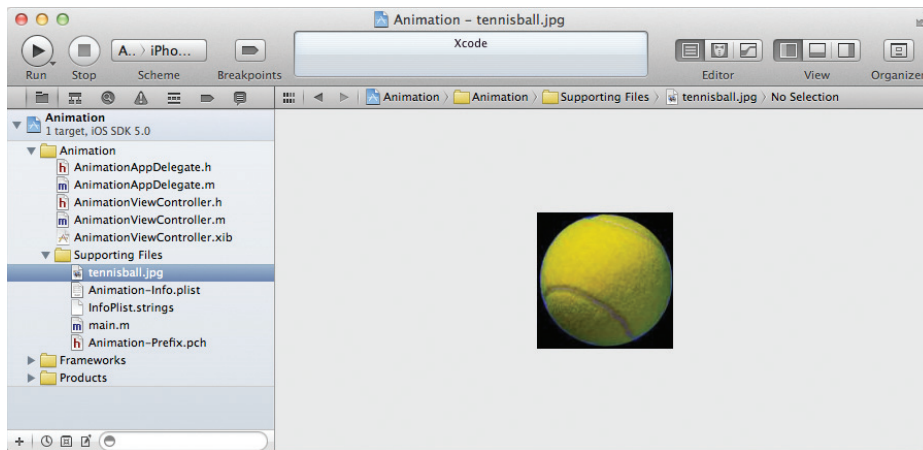 Animation – tennisball.jpg
A.. › iPho...
Xcode
Run
Stop
Scheme
Breakpoints
Editor
View
Organizer
Animation › Animation › Supporting Files › tennisball.jpg › No Selection
Animation
1 target, iOS SDK 5.0
Animation
h AnimationAppDelegate.h
m AnimationAppDelegate.m
h AnimationViewController.h
m AnimationViewController.m
AnimationViewController.xib
Supporting Files
tennisball.jpg
Animation-Info.plist
InfoPlist.strings
m main.m
h Animation-Prefix.pch
Frameworks
Products